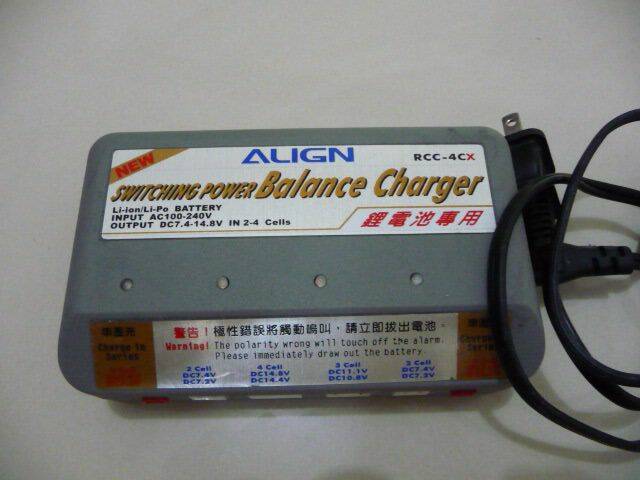 NEW
ALIGN
RCC-4CX
SWITCHING POWER Balance Charger
Li-ion/Li-Po BATTERY
INPUT AC100-240V
OUTPUT DC7.4-14.8V IN 2-4 Cells
鋰電池專用
串聯充
Charge in
Series
警告！極性錯誤將觸動鳴叫，請立即拔出電池。
Warning! The polarity wrong will touch off the alarm.
Please immediately draw out the battery.
2 Cell
DC7.4V
DC7.2V
4 Cell
DC14.8V
DC14.4V
3 Cell
DC11.1V
DC10.8V
2 Cell
DC7.4V
DC7.2V
Series